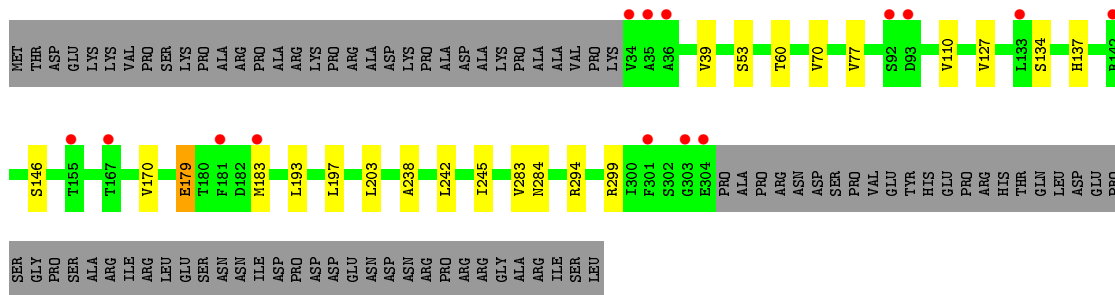 MET THR ASP GLU LYS LYS VAL PRO SER LYS PRO ALA ARG PRO ALA ARG LYS PRO ARG ALA ASP LYS PRO ALA ASP ALA LYS PRO ALA ALA VAL PRO LYS V34 A35 A36 V39 S53 T60 V70 V77 S92 D93 V110 V127 L133 S134 H137
S146 T155 T167 V170 E179 T180 F181 D182 M183 L193 L197 L203 A238 L242 I245 V283 N284 R294 R299 I300 F301 S302 G303 E304 PRO ALA PRO ARG ASN ASP SER PRO VAL GLU TYR HIS GLU PRO ARG HIS THR GLN LEU ASP GLU PRO
SER GLY PRO SER ALA ARG ILE ARG LEU GLU SER ASN ASN ILE ASP PRO ASP ASP GLU ASN ASP ASN ARG PRO ARG ARG GLY ALA ARG ILE SER LEU